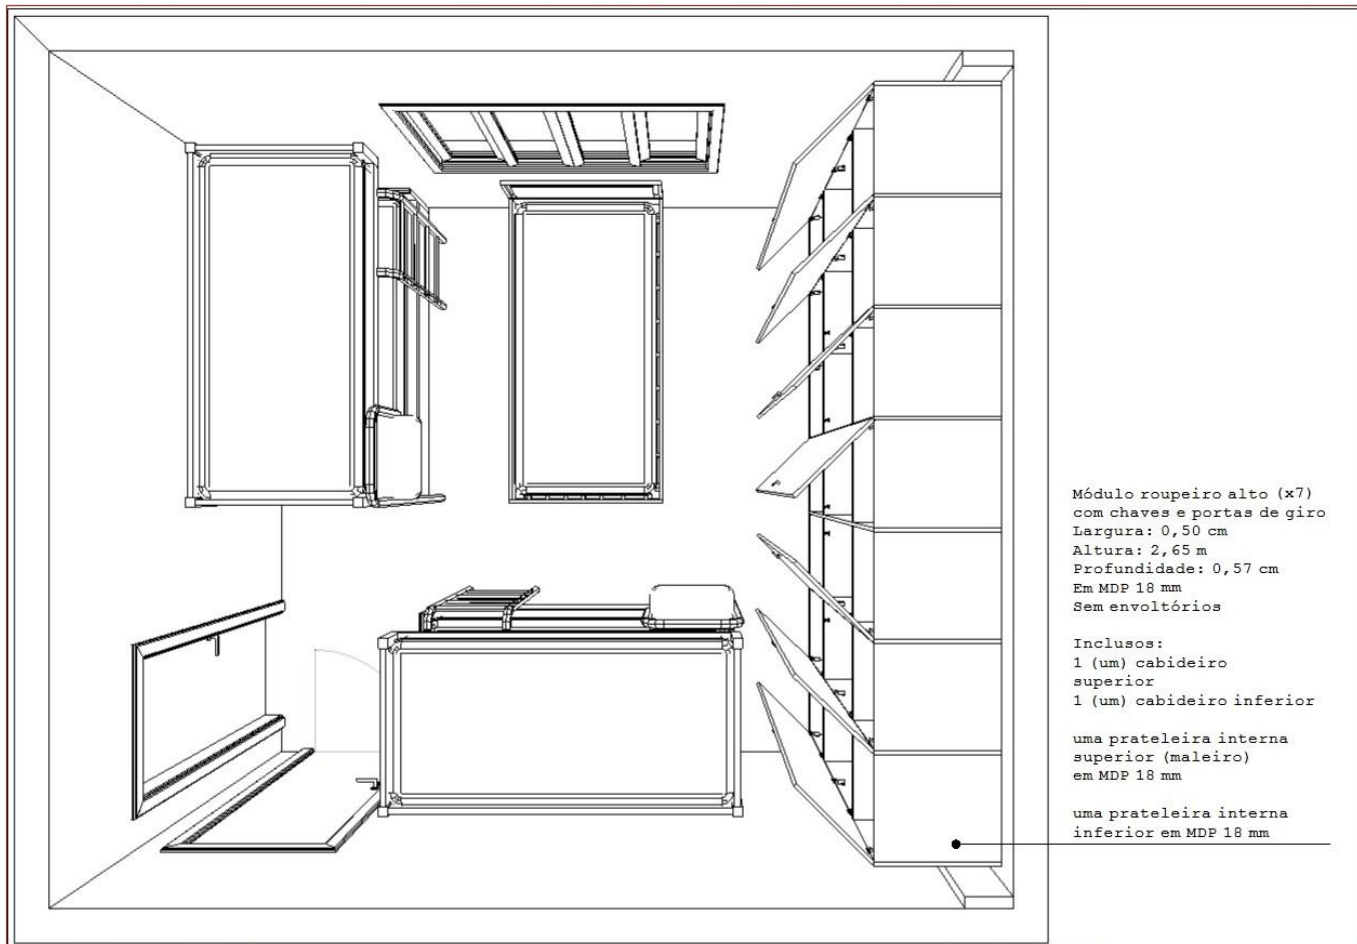 Módulo roupeiro alto (x7)
com chaves e portas de giro
Largura: 0,50 cm
Altura: 2,65 m
Profundidade: 0,57 cm
Em MDP 18 mm
Sem envoltórios
Inclusos:
1 (um) cabideiro
superior
1 (um) cabideiro inferior
uma prateleira interna
superior (maleiro)
em MDP 18 mm
uma prateleira interna
inferior em MDP 18 mm